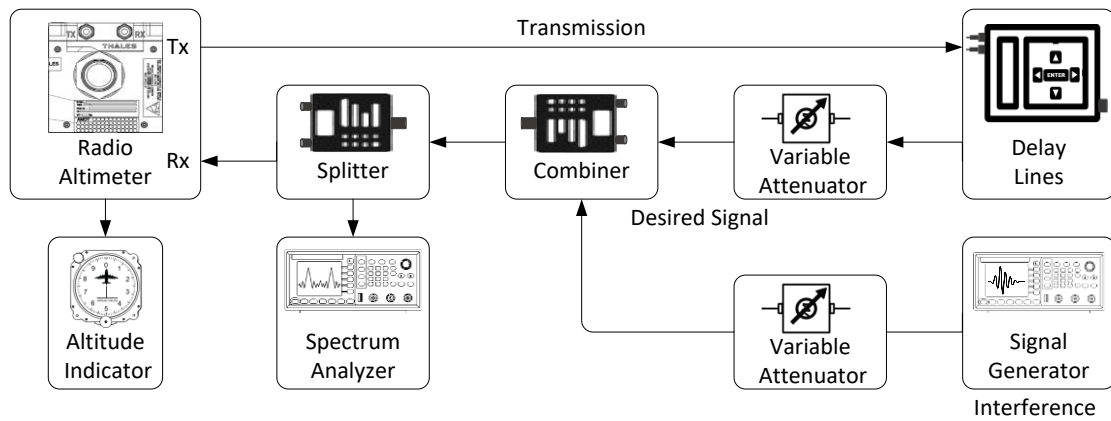 TX
RX
THALES
Tx
Transmission
ENTER
Rx
Radio
Altimeter
Splitter
Combiner
Variable
Attenuator
Delay
Lines
Desired Signal
Altitude
Indicator
Spectrum
Analyzer
Variable
Attenuator
Signal
Generator
Interference